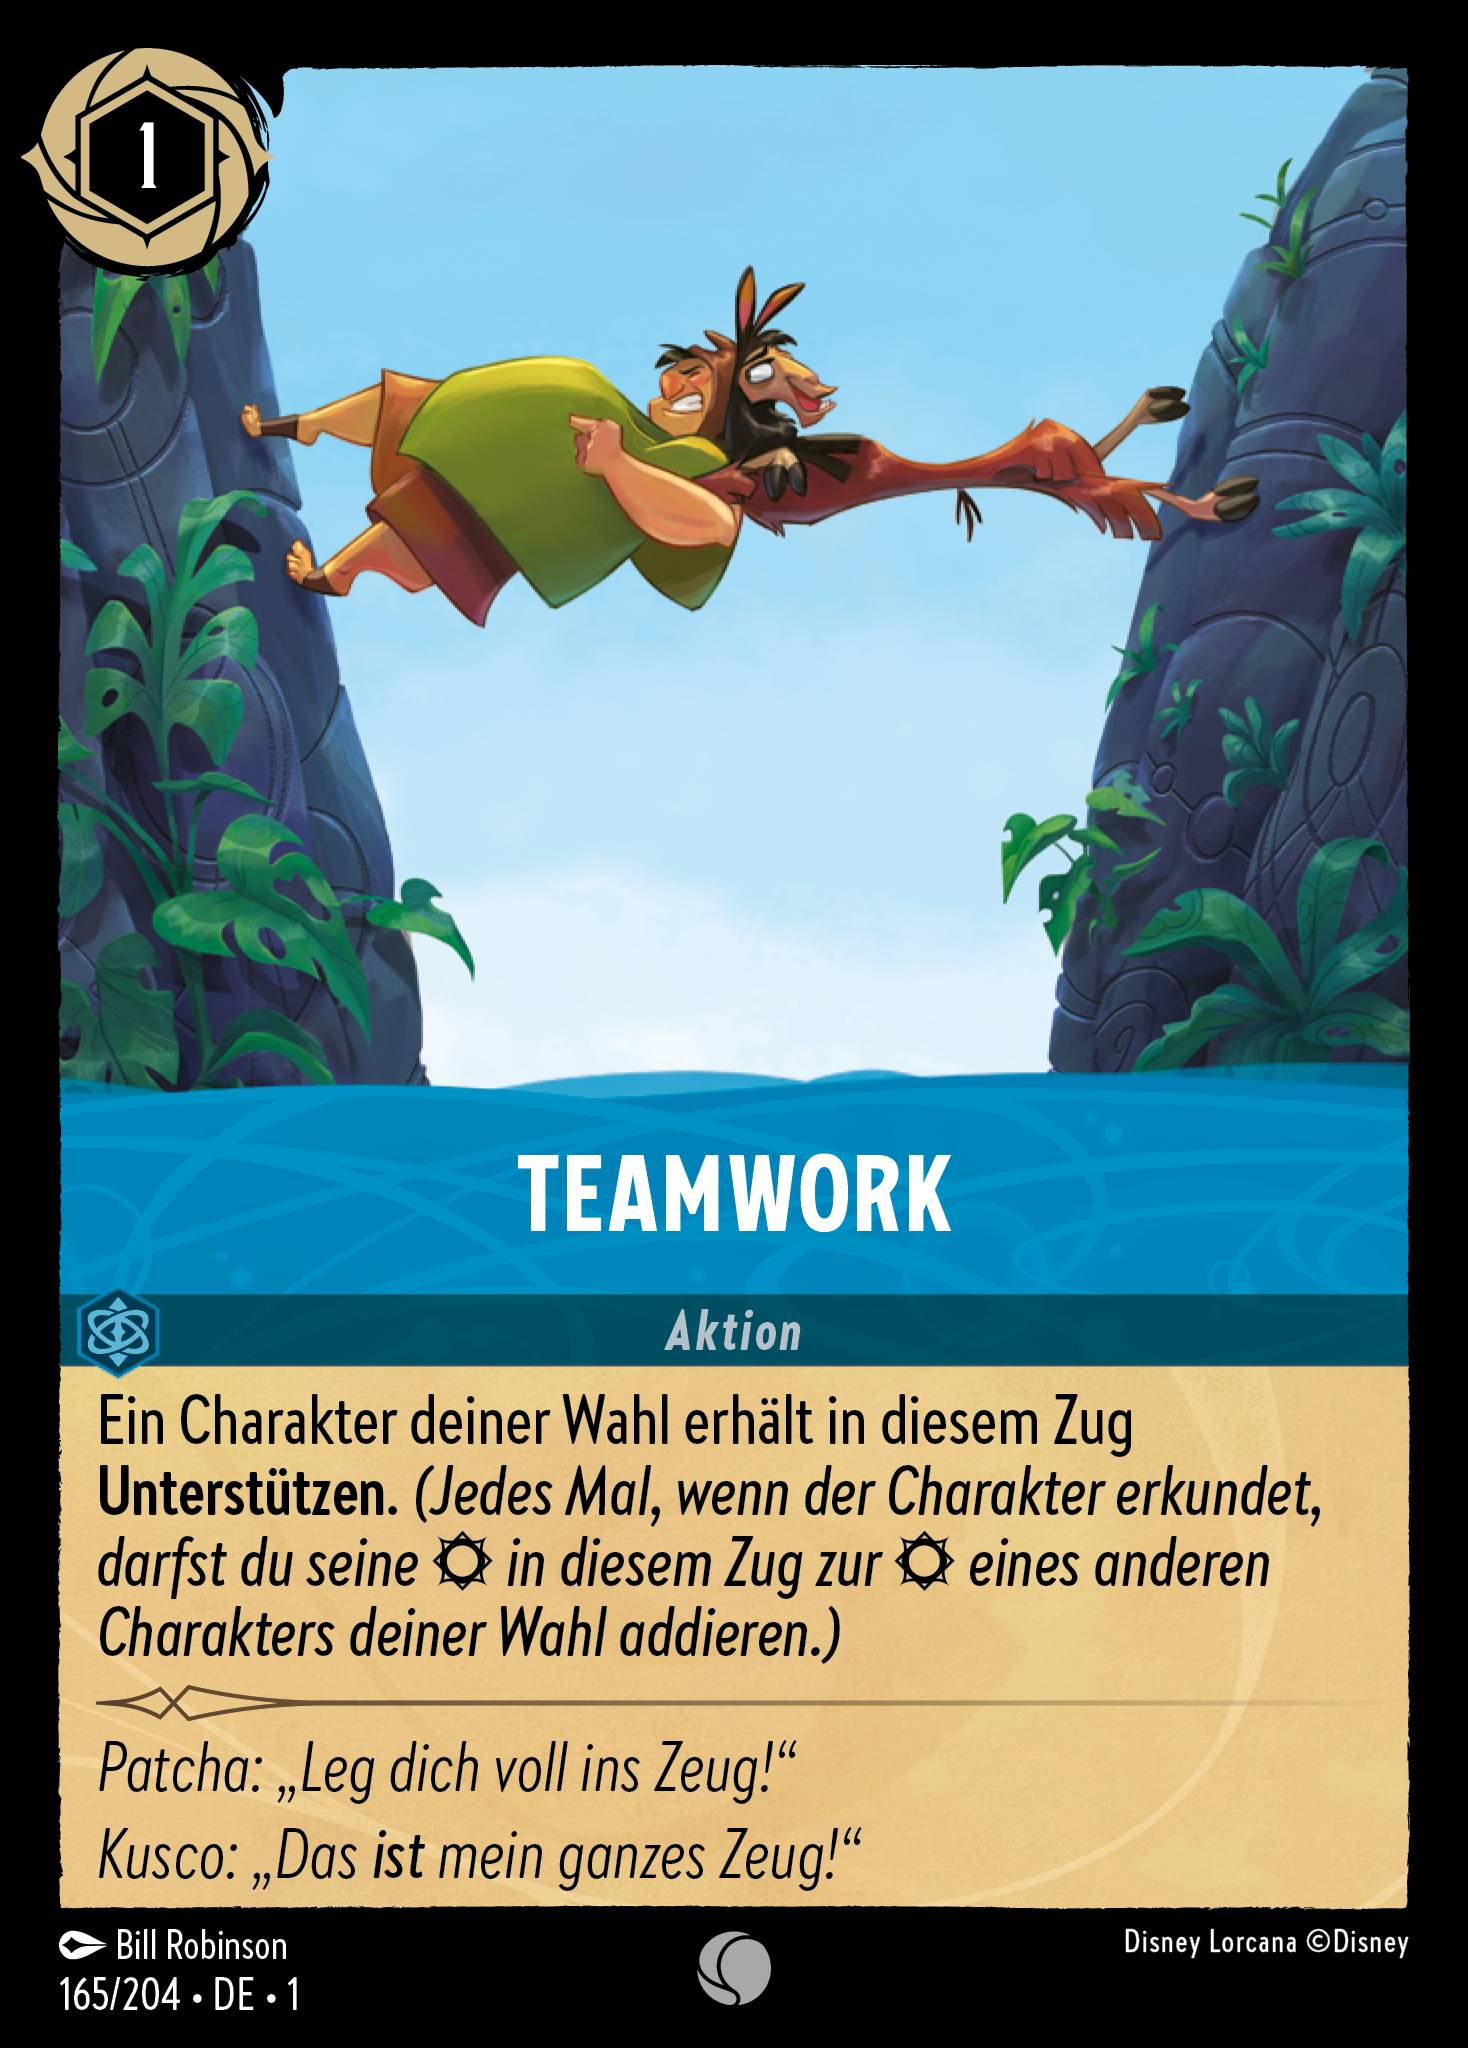 1
TEAMWORK
Aktion
Ein Charakter deiner Wahl erhält in diesem Zug
Unterstützen. (Jedes Mal, wenn der Charakter erkundet,
darfst du seine in diesem Zug zur eines anderen
Charakters deiner Wahl addieren.)
Patcha: „Leg dich voll ins Zeug!“
Kusco: „Das ist mein ganzes Zeug!“
Bill Robinson
Disney Lorcana ©Disney
165/204 • DE • 1